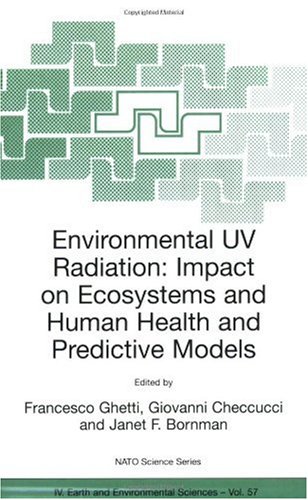 Environmental UV
Radiation: Impact
on Ecosystems and
Human Health and
Predictive Models
Edited by
Francesco Ghetti, Giovanni Checcucci
and Janet F. Bornman
NATO Science Series
IV. Earth and Environmental Sciences – Vol. 57